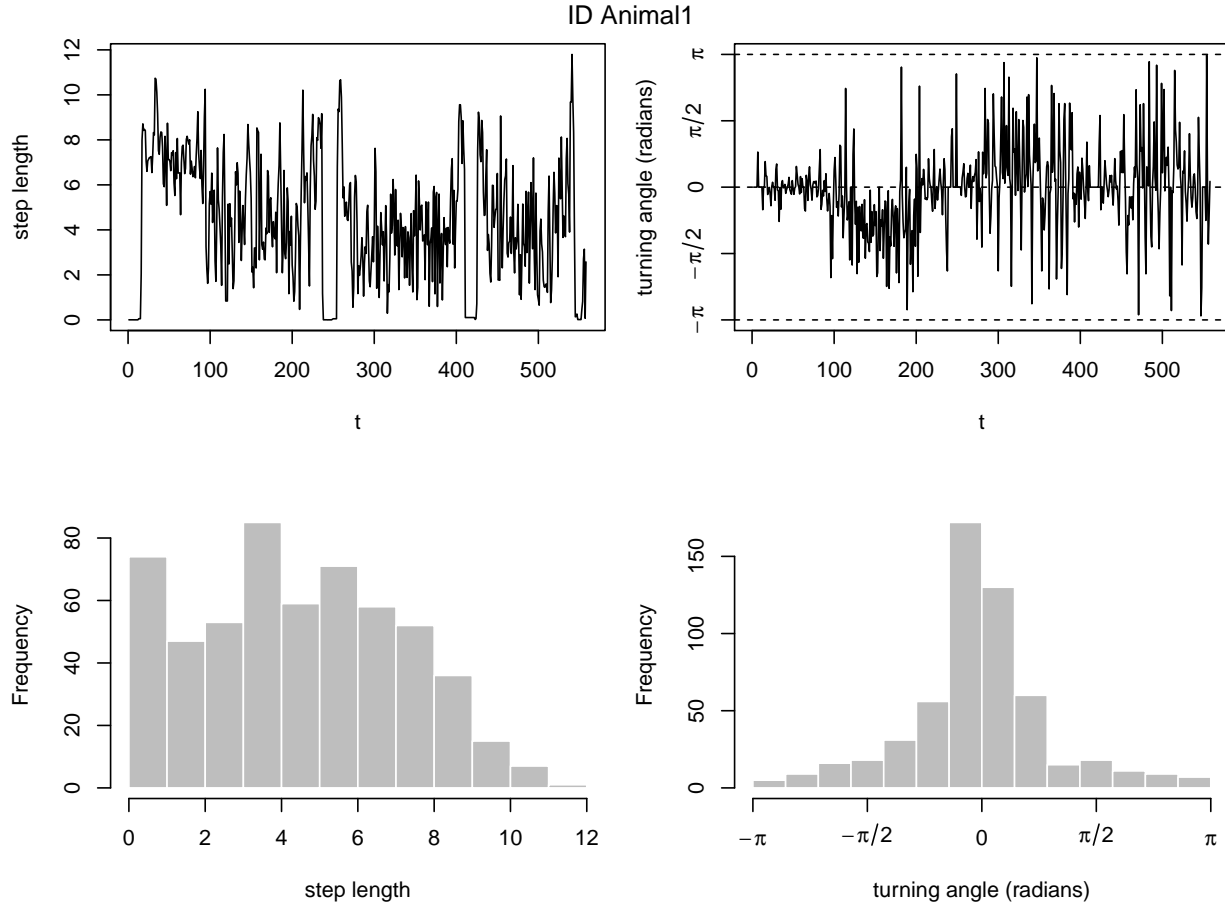 ID Animal1
step length
12
10
8
6
4
2
0
0 100 200 300 400 500
t
turning angle (radians)
π
π/2
0
−π/2
−π
0 100 200 300 400 500
t
Frequency
80
60
40
20
0
0 2 4 6 8 10 12
step length
Frequency
150
100
50
0
−π −π/2 0 π/2 π
turning angle (radians)